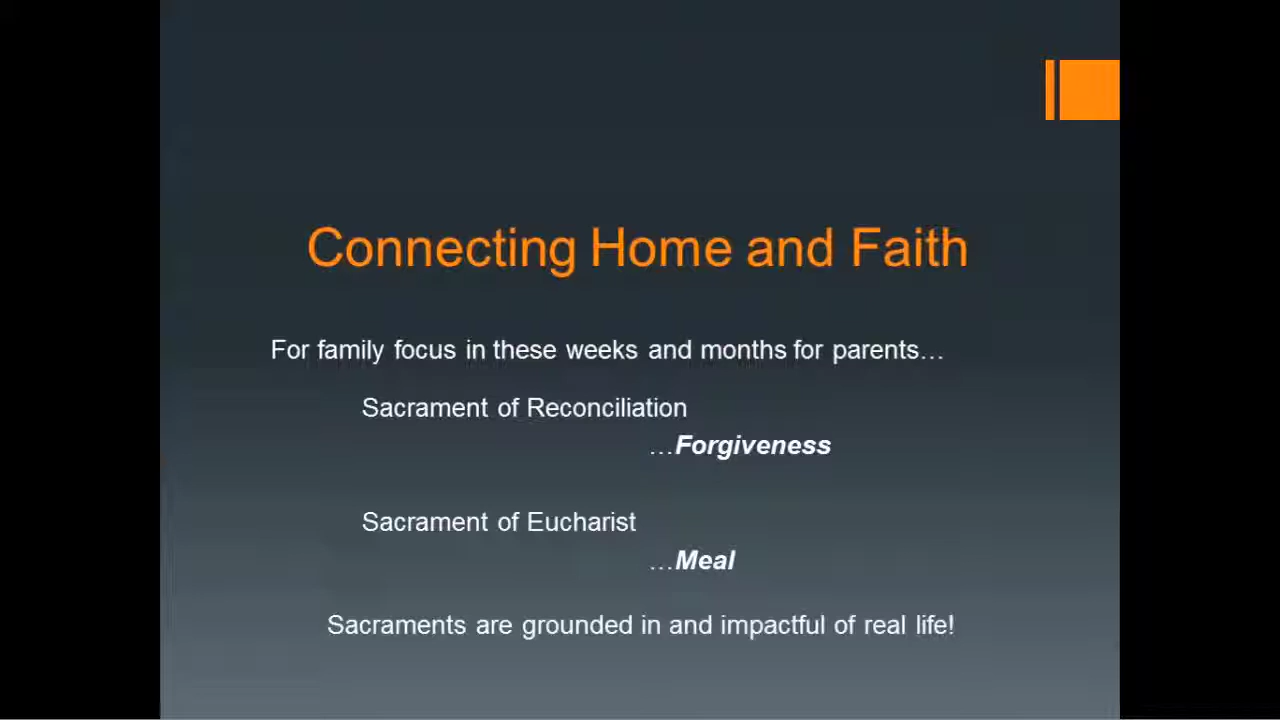 Connecting Home and Faith
For family focus in these weeks and months for parents…
Sacrament of Reconciliation
…Forgiveness
Sacrament of Eucharist
…Meal
Sacraments are grounded in and impactful of real life!